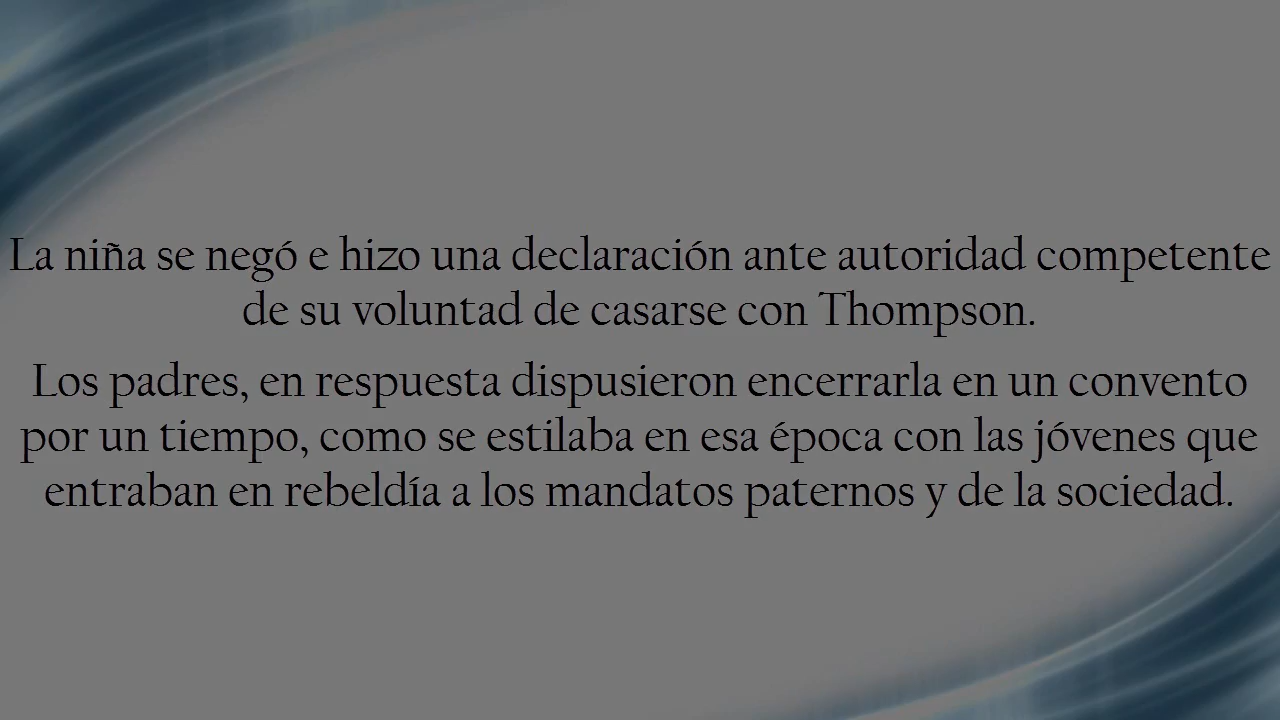 La niña se negó e hizo una declaración ante autoridad competente
de su voluntad de casarse con Thompson.
Los padres, en respuesta dispusieron encerrarla en un convento
por un tiempo, como se estilaba en esa época con las jóvenes que
entraban en rebeldía a los mandatos paternos y de la sociedad.